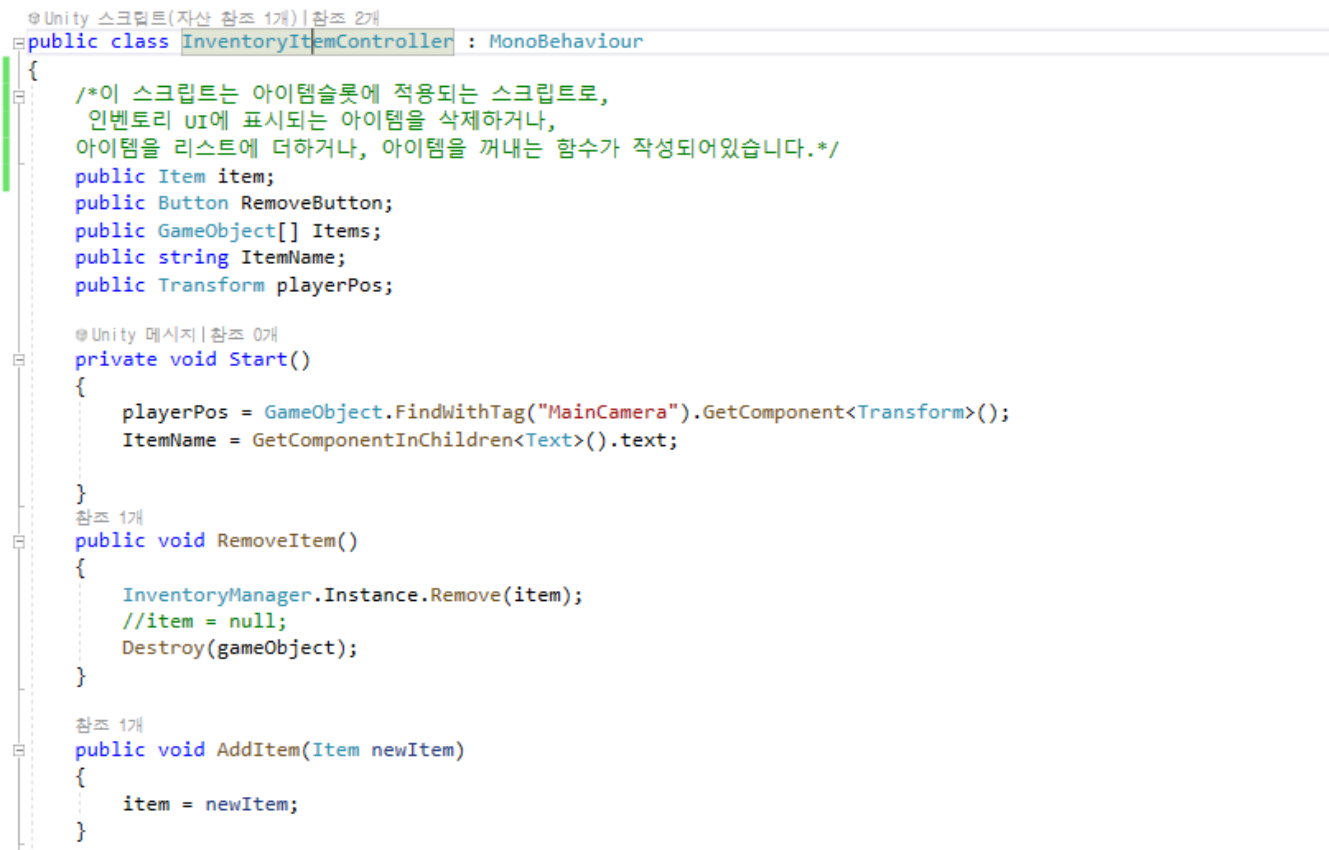 Unity 스크립트(자산 참조 1개)|참조 2개
public class InventoryItemController : MonoBehaviour
{
/*이 스크립트는 아이템슬롯에 적용되는 스크립트로,
인벤토리 UI에 표시되는 아이템을 삭제하거나,
아이템을 리스트에 더하거나, 아이템을 꺼내는 함수가 작성되어있습니다.*/
public Item item;
public Button RemoveButton;
public GameObject[] Items;
public string ItemName;
public Transform playerPos;
Unity 메시지|참조 0개
private void Start()
{
playerPos = GameObject.FindWithTag("MainCamera").GetComponent<Transform>();
ItemName = GetComponentInChildren<Text>().text;
}
참조 1개
public void RemoveItem()
{
InventoryManager.Instance.Remove(item);
//item = null;
Destroy(gameObject);
}
참조 1개
public void AddItem(Item newItem)
{
item = newItem;
}